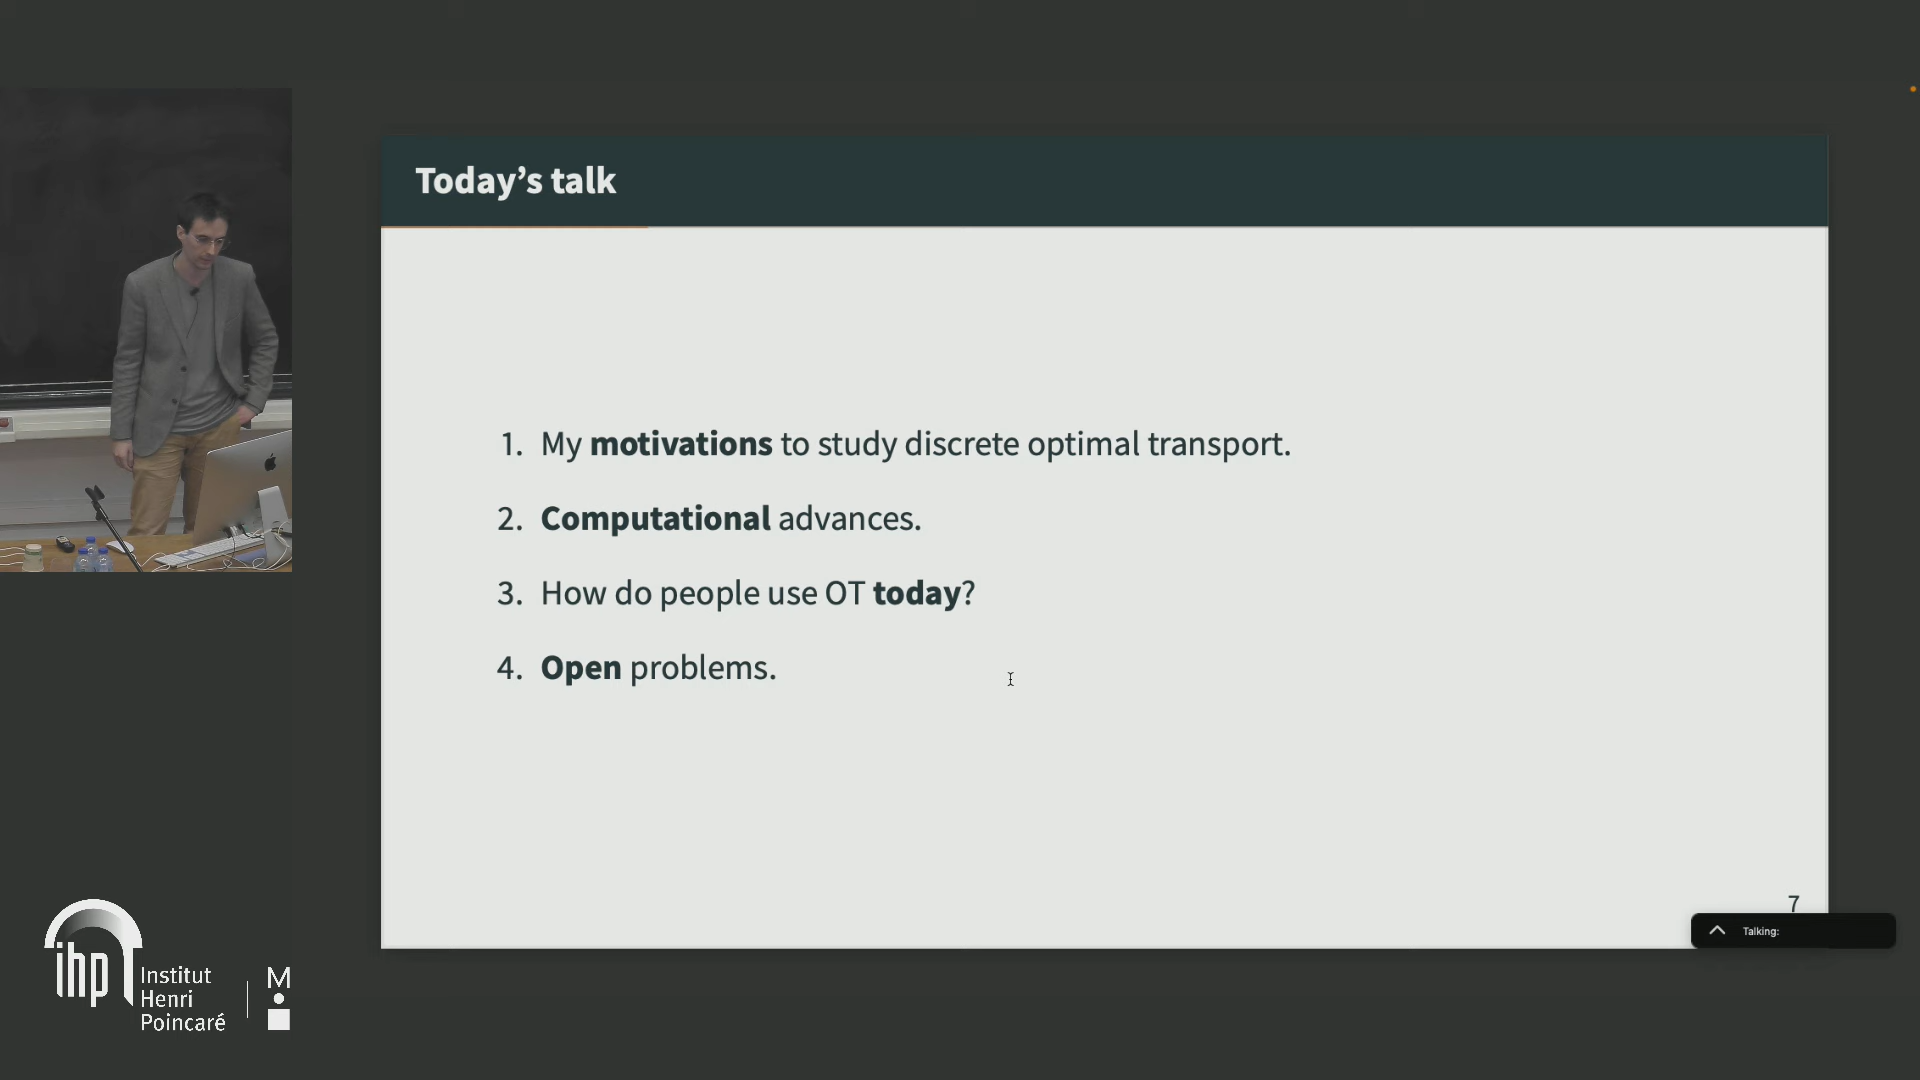 Today's talk
1. My motivations to study discrete optimal transport.
2. Computational advances.
3. How do people use OT today?
4. Open problems.
7
Talking:
ihp
Institut
Henri
Poincaré
M